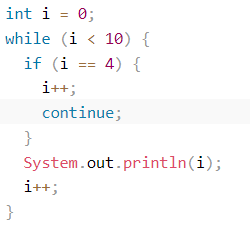 int i = 0;
while (i < 10) {
  if (i == 4) {
    i++;
    continue;
  }
  System.out.println(i);
  i++;
}